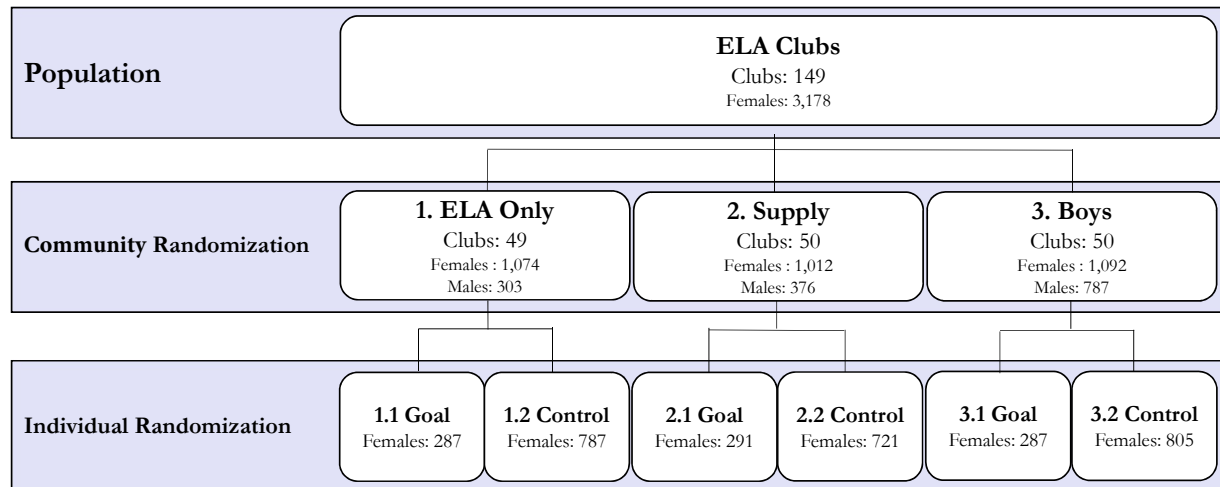 Population
ELA Clubs
Clubs: 149
Females: 3,178
Community Randomization
1. ELA Only
Clubs: 49
Females : 1,074
Males: 303
2. Supply
Clubs: 50
Females : 1,012
Males: 376
3. Boys
Clubs: 50
Females : 1,092
Males: 787
Individual Randomization
1.1 Goal
Females: 287
1.2 Control
Females: 787
2.1 Goal
Females: 291
2.2 Control
Females: 721
3.1 Goal
Females: 287
3.2 Control
Females: 805